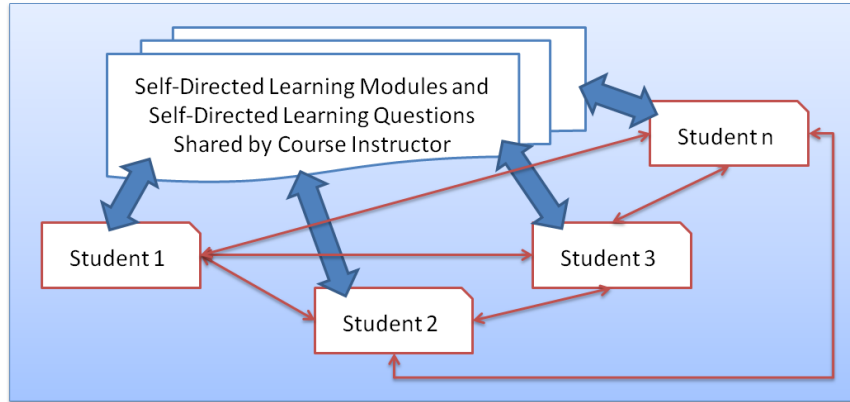 Self-Directed Learning Modules and
Self-Directed Learning Questions
Shared by Course Instructor
Student n
Student 1
Student 3
Student 2